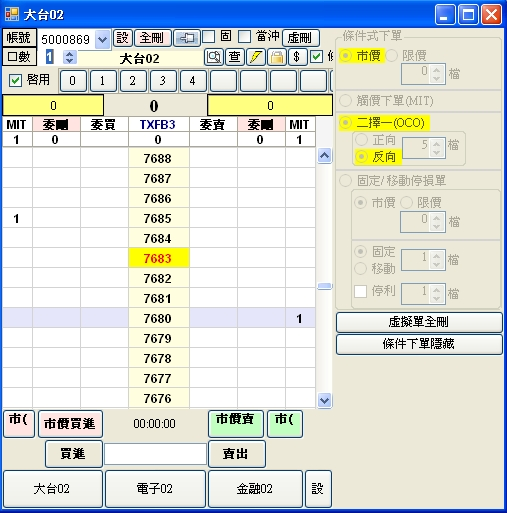 大台02
帳號 5000869 設 全刪 固 當沖 虛刪
口數 1 大台02 查 $
啓用 0 1 2 3 4
0 0 0
MIT 委刪 委買 TXFB3 委賣 委刪 MIT
1 0 0 0 1
7688
7687
7686
1 7685
7684
7683
7682
7681
7680 1
7679
7678
7677
7676
市( 市價買進 00:00:00 市價賣 市(
買進 賣出
大台02 電子02 金融02 設
條件式下單
市價 限價
0 檔
觸價下單(MIT)
二擇一(OCO)
正向
反向 5 檔
固定/移動停損單
市價 限價
0 檔
固定
移動 1 檔
停利 1 檔
虛擬單全刪
條件下單隱藏